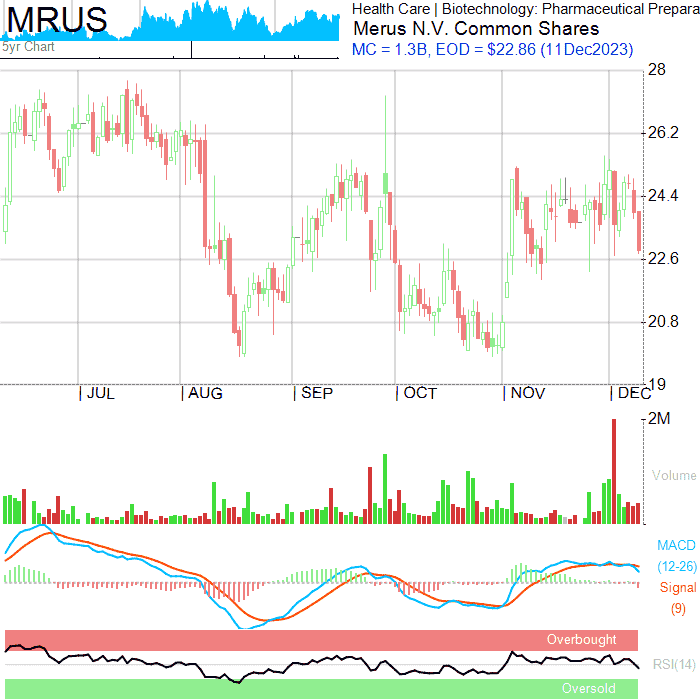 MRUS
5yr Chart
Health Care | Biotechnology: Pharmaceutical Prepara
Merus N.V. Common Shares
MC = 1.3B, EOD = $22.86 (11Dec2023)
28
26.2
24.4
22.6
20.8
19
| JUL | AUG | SEP | OCT | NOV | DEC
2M
Volume
MACD
(12-26)
Signal
(9)
Overbought
RSI(14)
Oversold